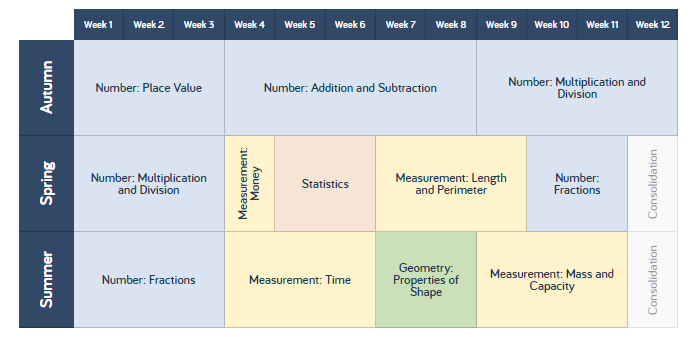 Week 1 Week 2 Week 3 Week 4 Week 5 Week 6 Week 7 Week 8 Week 9 Week 10 Week 11 Week 12
Autumn
Number: Place Value
Number: Addition and Subtraction
Number: Multiplication and
Division
Spring
Number: Multiplication
and Division
Measurement:
Money
Statistics
Measurement: Length
and Perimeter
Number:
Fractions
Consolidation
Summer
Number: Fractions
Measurement: Time
Geometry:
Properties of
Shape
Measurement: Mass and
Capacity
Consolidation